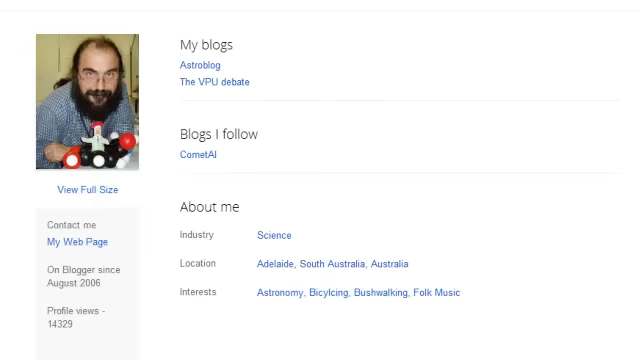 My blogs
Astroblog
The VPU debate
Blogs I follow
CometAl
View Full Size
About me
Contact me
My Web Page
On Blogger since
August 2006
Profile views -
14329
Industry Science
Location Adelaide, South Australia, Australia
Interests Astronomy, Bicylcing, Bushwalking, Folk Music